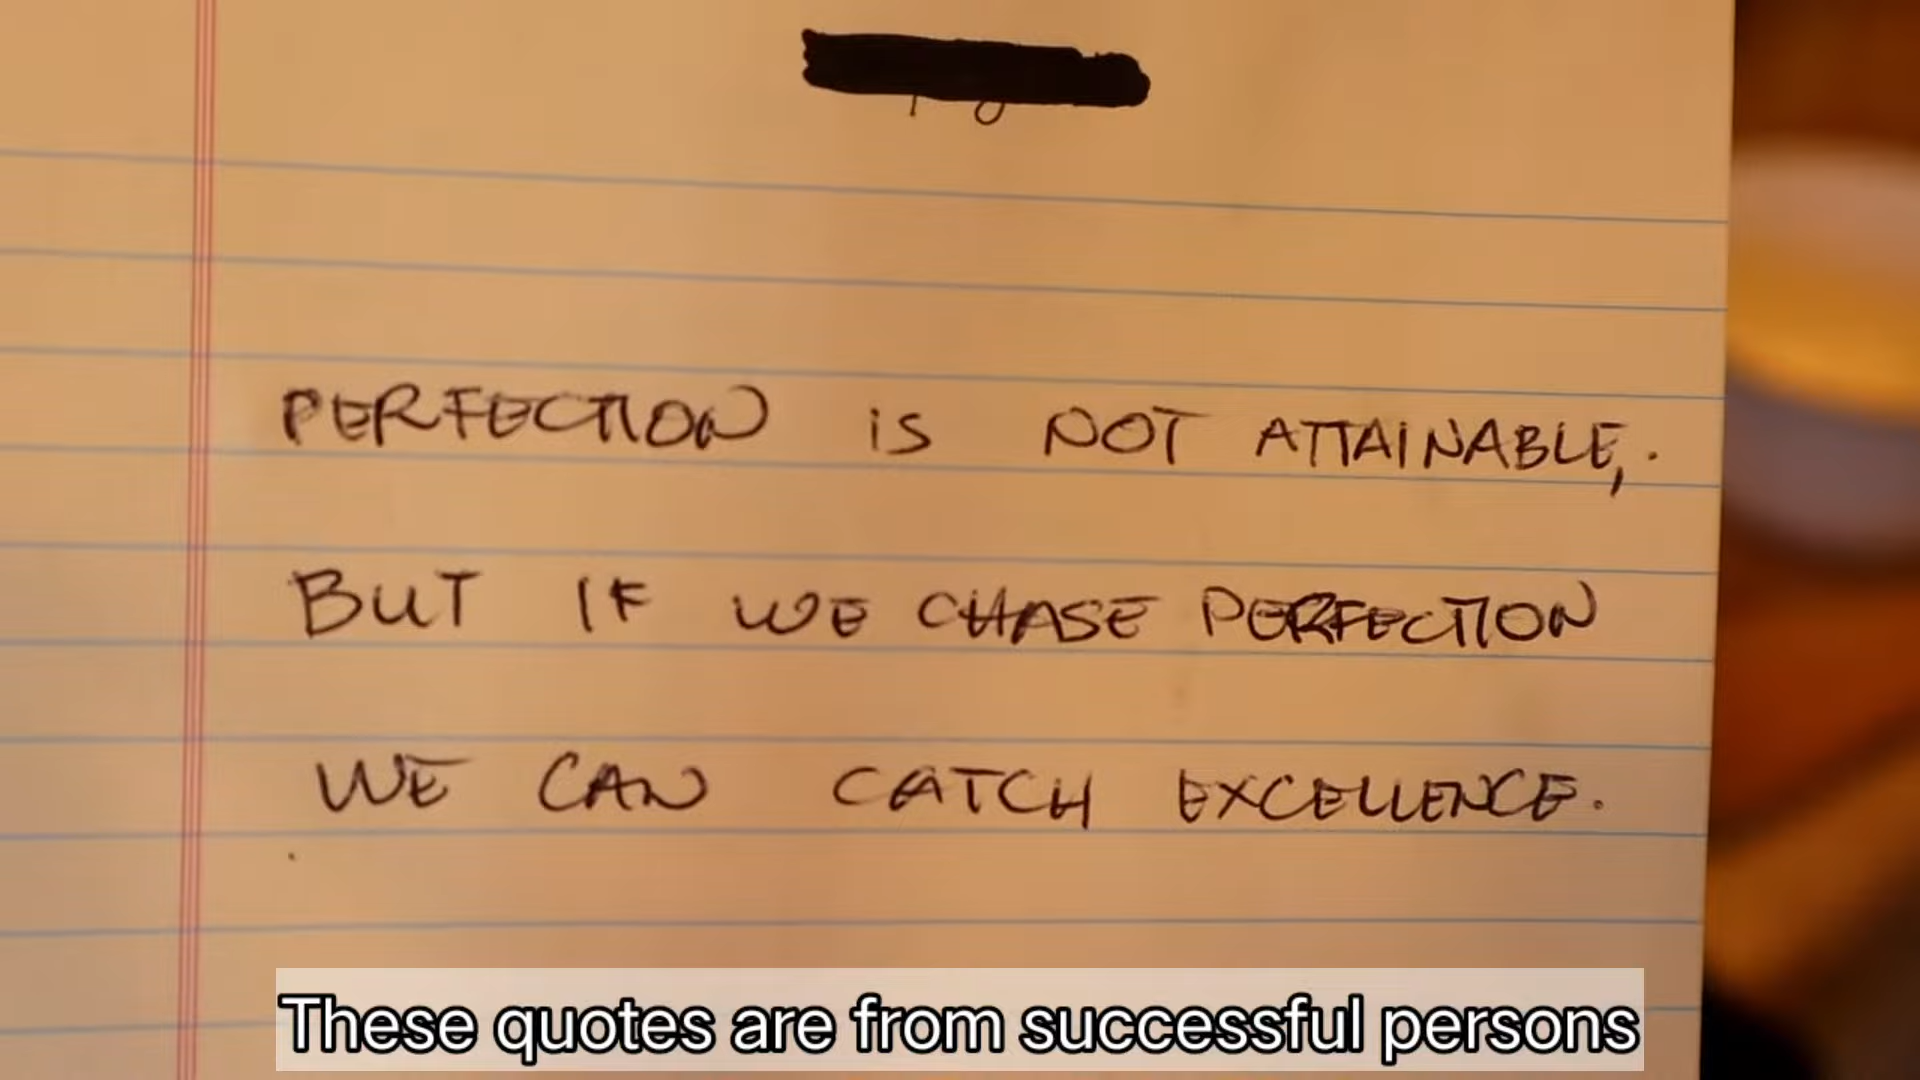 PERFECTION is NOT ATTAINABLE, .
BUT IF WE CHASE PERFECTION
WE CAN CATCH EXCELLENCE.
These quotes are from successful persons